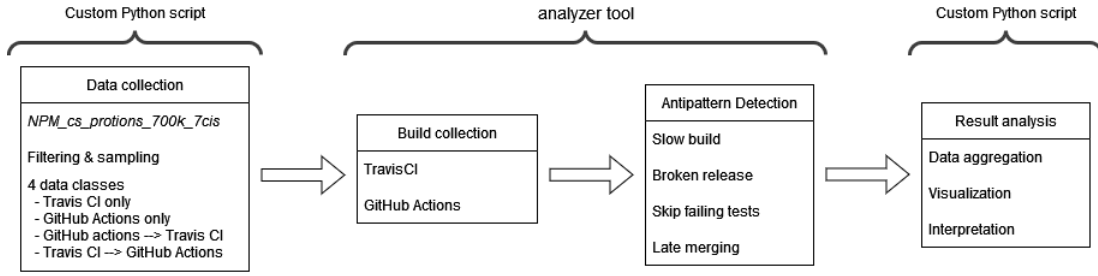 Custom Python script
analyzer tool
Custom Python script
Data collection
NPM_cs_protions_700k_7cis
Filtering & sampling
4 data classes
- Travis CI only
- GitHub Actions only
- GitHub actions --> Travis CI
- Travis CI --> GitHub Actions
Build collection
TravisCI
GitHub Actions
Antipattern Detection
Slow build
Broken release
Skip failing tests
Late merging
Result analysis
Data aggregation
Visualization
Interpretation